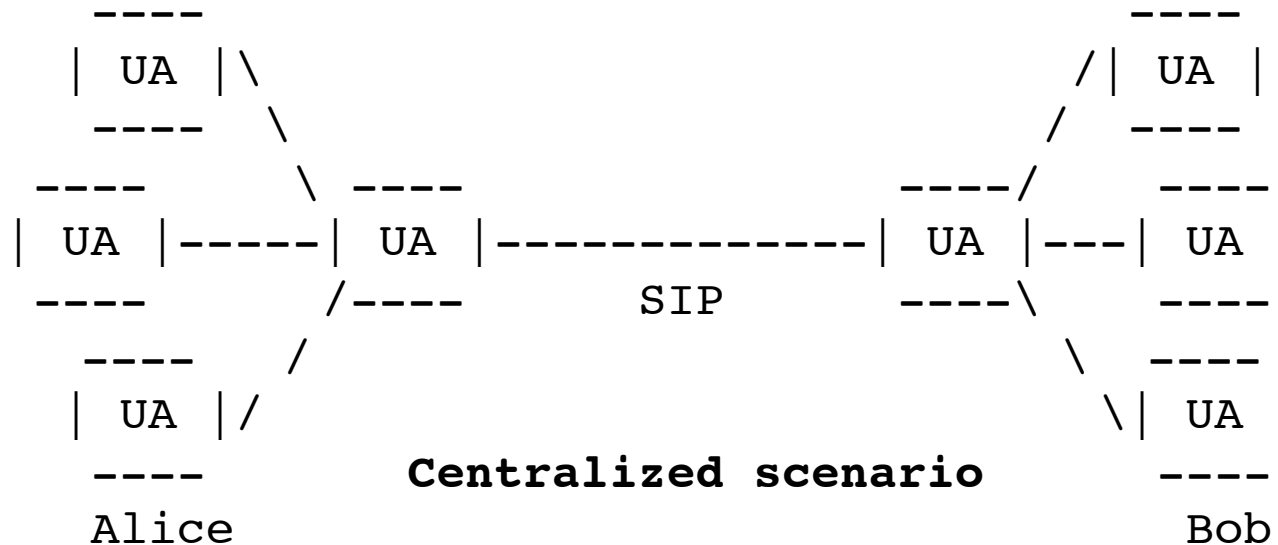 ----                                ----
| UA |\                            /| UA |
 ----  \                          /  ----
 ----   \ ----               ----/   ----
| UA |-----| UA |-------------| UA |---| UA
 ----     /----     SIP      ----\   ----
 ----    /                        \  ----
| UA |/                            \| UA
 ----     Centralized scenario       ----
Alice                                Bob